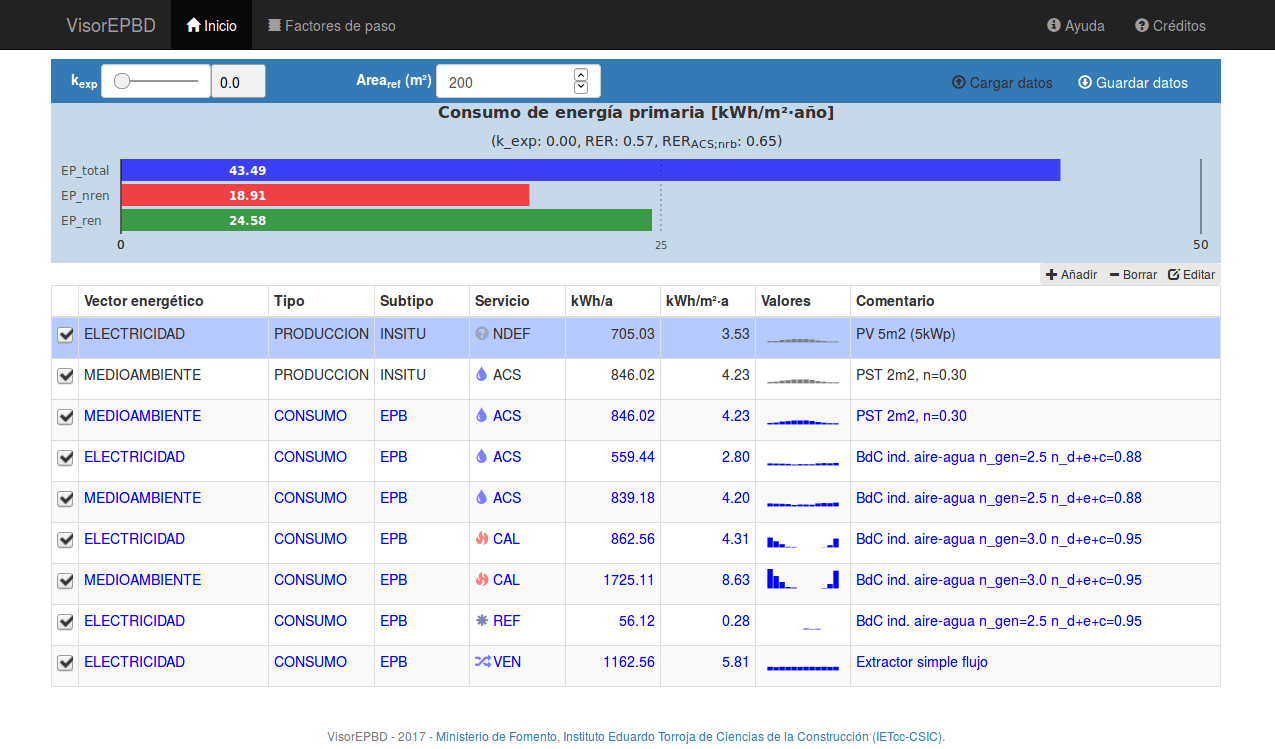 VisorEPBD Inicio Factores de paso Ayuda Créditos
kexp 0.0 Arearef (m²) 200 Cargar datos Guardar datos
Consumo de energía primaria [kWh/m²·año]
(k_exp: 0.00, RER: 0.57, RERACS;nrb: 0.65)
EP_total 43.49
EP_nren 18.91
EP_ren 24.58
0 25 50
Añadir Borrar Editar
Vector energético Tipo Subtipo Servicio kWh/a kWh/m²·a Valores Comentario
ELECTRICIDAD PRODUCCION INSITU NDEF 705.03 3.53 PV 5m2 (5kWp)
MEDIOAMBIENTE PRODUCCION INSITU ACS 846.02 4.23 PST 2m2, n=0.30
MEDIOAMBIENTE CONSUMO EPB ACS 846.02 4.23 PST 2m2, n=0.30
ELECTRICIDAD CONSUMO EPB ACS 559.44 2.80 BdC ind. aire-agua n_gen=2.5 n_d+e+c=0.88
MEDIOAMBIENTE CONSUMO EPB ACS 839.18 4.20 BdC ind. aire-agua n_gen=2.5 n_d+e+c=0.88
ELECTRICIDAD CONSUMO EPB CAL 862.56 4.31 BdC ind. aire-agua n_gen=3.0 n_d+e+c=0.95
MEDIOAMBIENTE CONSUMO EPB CAL 1725.11 8.63 BdC ind. aire-agua n_gen=3.0 n_d+e+c=0.95
ELECTRICIDAD CONSUMO EPB REF 56.12 0.28 BdC ind. aire-agua n_gen=2.5 n_d+e+c=0.95
ELECTRICIDAD CONSUMO EPB VEN 1162.56 5.81 Extractor simple flujo
VisorEPBD - 2017 - Ministerio de Fomento, Instituto Eduardo Torroja de Ciencias de la Construcción (IETcc-CSIC).